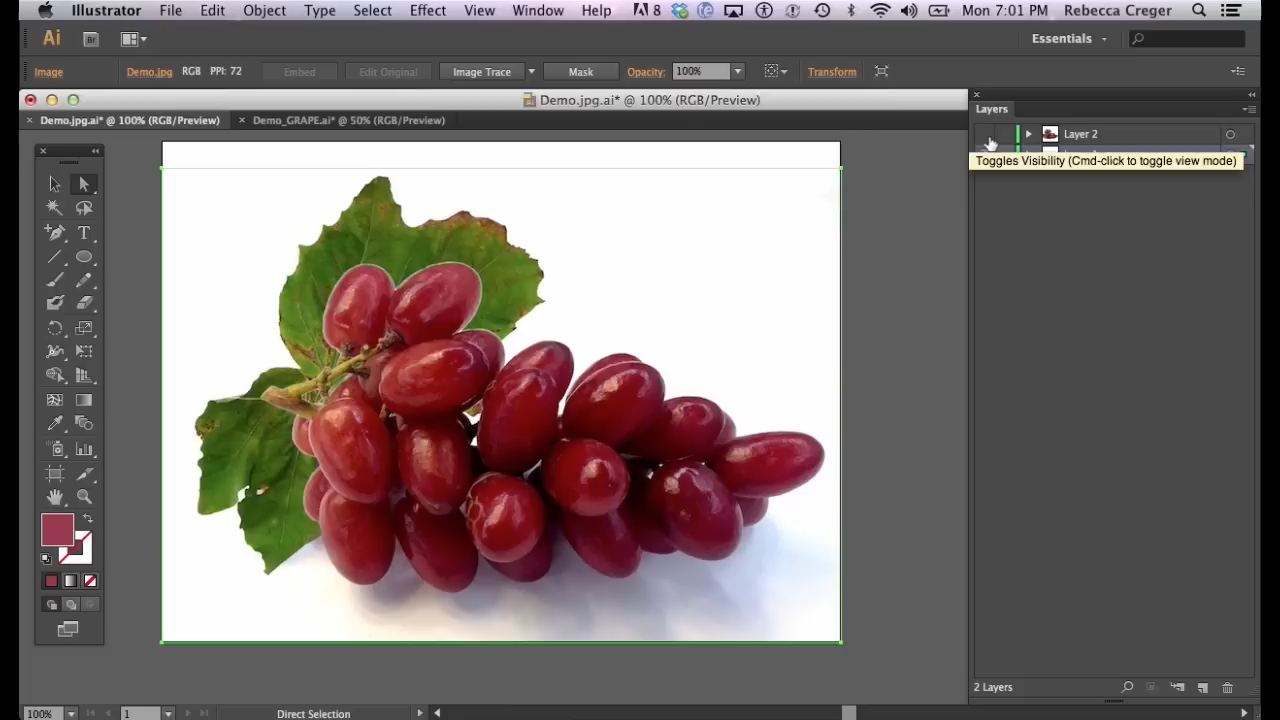 Illustrator File Edit Object Type Select Effect View Window Help 8 Mon 7:01 PM Rebecca Creger
Ai Br Essentials
Image Demo.jpg RGB PPI: 72 Embed Edit Original Image Trace Mask Opacity: 100% Transform
Demo.jpg.ai* @ 100% (RGB/Preview)
× Demo.jpg.ai* @ 100% (RGB/Preview) × Demo_GRAPE.ai* @ 50% (RGB/Preview)
Layers
Layer 2
Toggles Visibility (Cmd-click to toggle view mode)
T
2 Layers
100% 1 Direct Selection